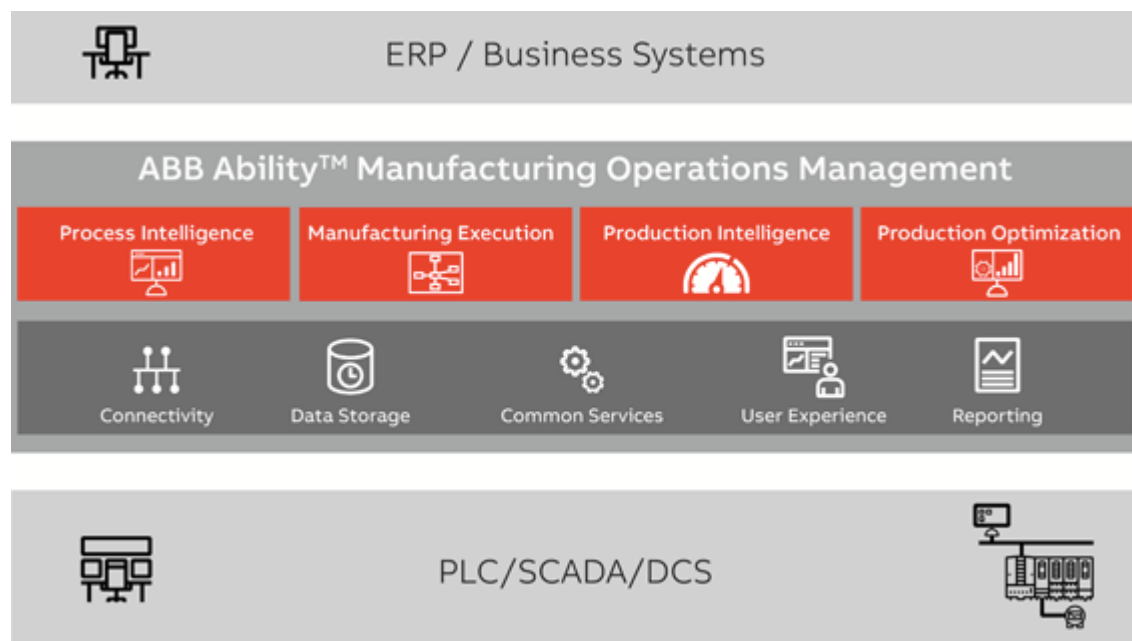 ERP / Business Systems
ABB Ability™ Manufacturing Operations Management
Process Intelligence
Manufacturing Execution
Production Intelligence
Production Optimization
Connectivity
Data Storage
Common Services
User Experience
Reporting
PLC/SCADA/DCS